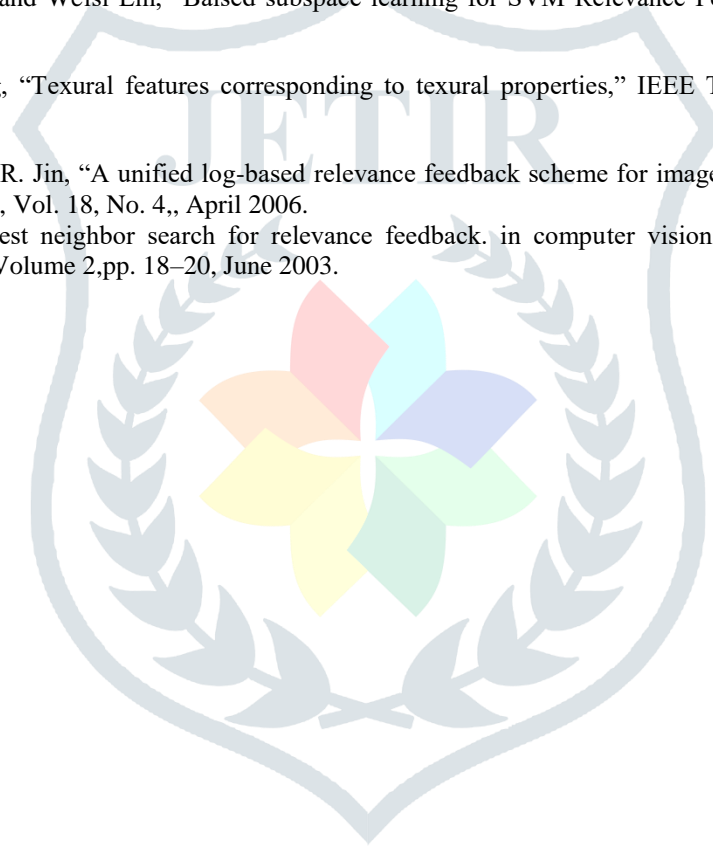 and Weisi Lin, “Baised subspace learning for SVM Relevance
g, “Texural features corresponding to texural properties,” IEEE T
JETIR
R. Jin, “A unified log-based relevance feedback scheme for image
, Vol. 18, No. 4,, April 2006.
est neighbor search for relevance feedback. in computer vision
Volume 2,pp. 18–20, June 2003.